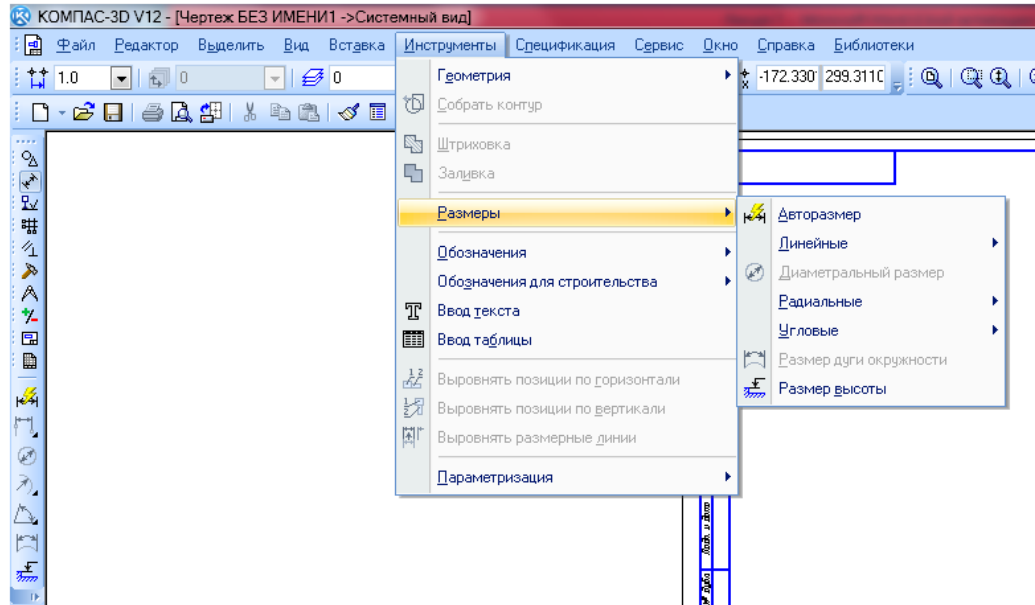 КОМПАС-3D V12 - [Чертеж БЕЗ ИМЕНИ1 ->Системный вид]
Файл Редактор Выделить Вид Вставка Инструменты Спецификация Сервис Окно Справка Библиотеки
1.0 0 0 -172.330 299.3110
Геометрия
Собрать контур
Штриховка
Заливка
Размеры
Обозначения
Обозначения для строительства
Ввод текста
Ввод таблицы
Выровнять позиции по горизонтали
Выровнять позиции по вертикали
Выровнять размерные линии
Параметризация
Авторазмер
Линейные
Диаметральный размер
Радиальные
Угловые
Размер дуги окружности
Размер высоты
Подп. и дата